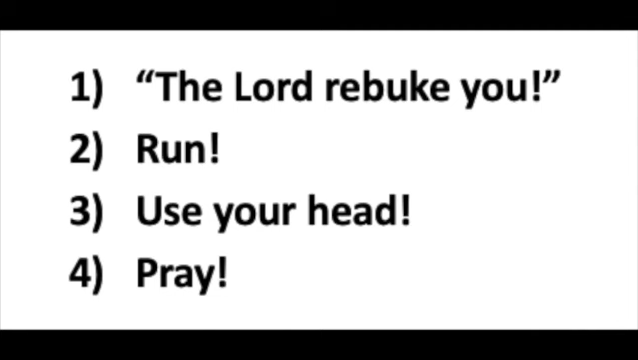 1) “The Lord rebuke you!”
2) Run!
3) Use your head!
4) Pray!